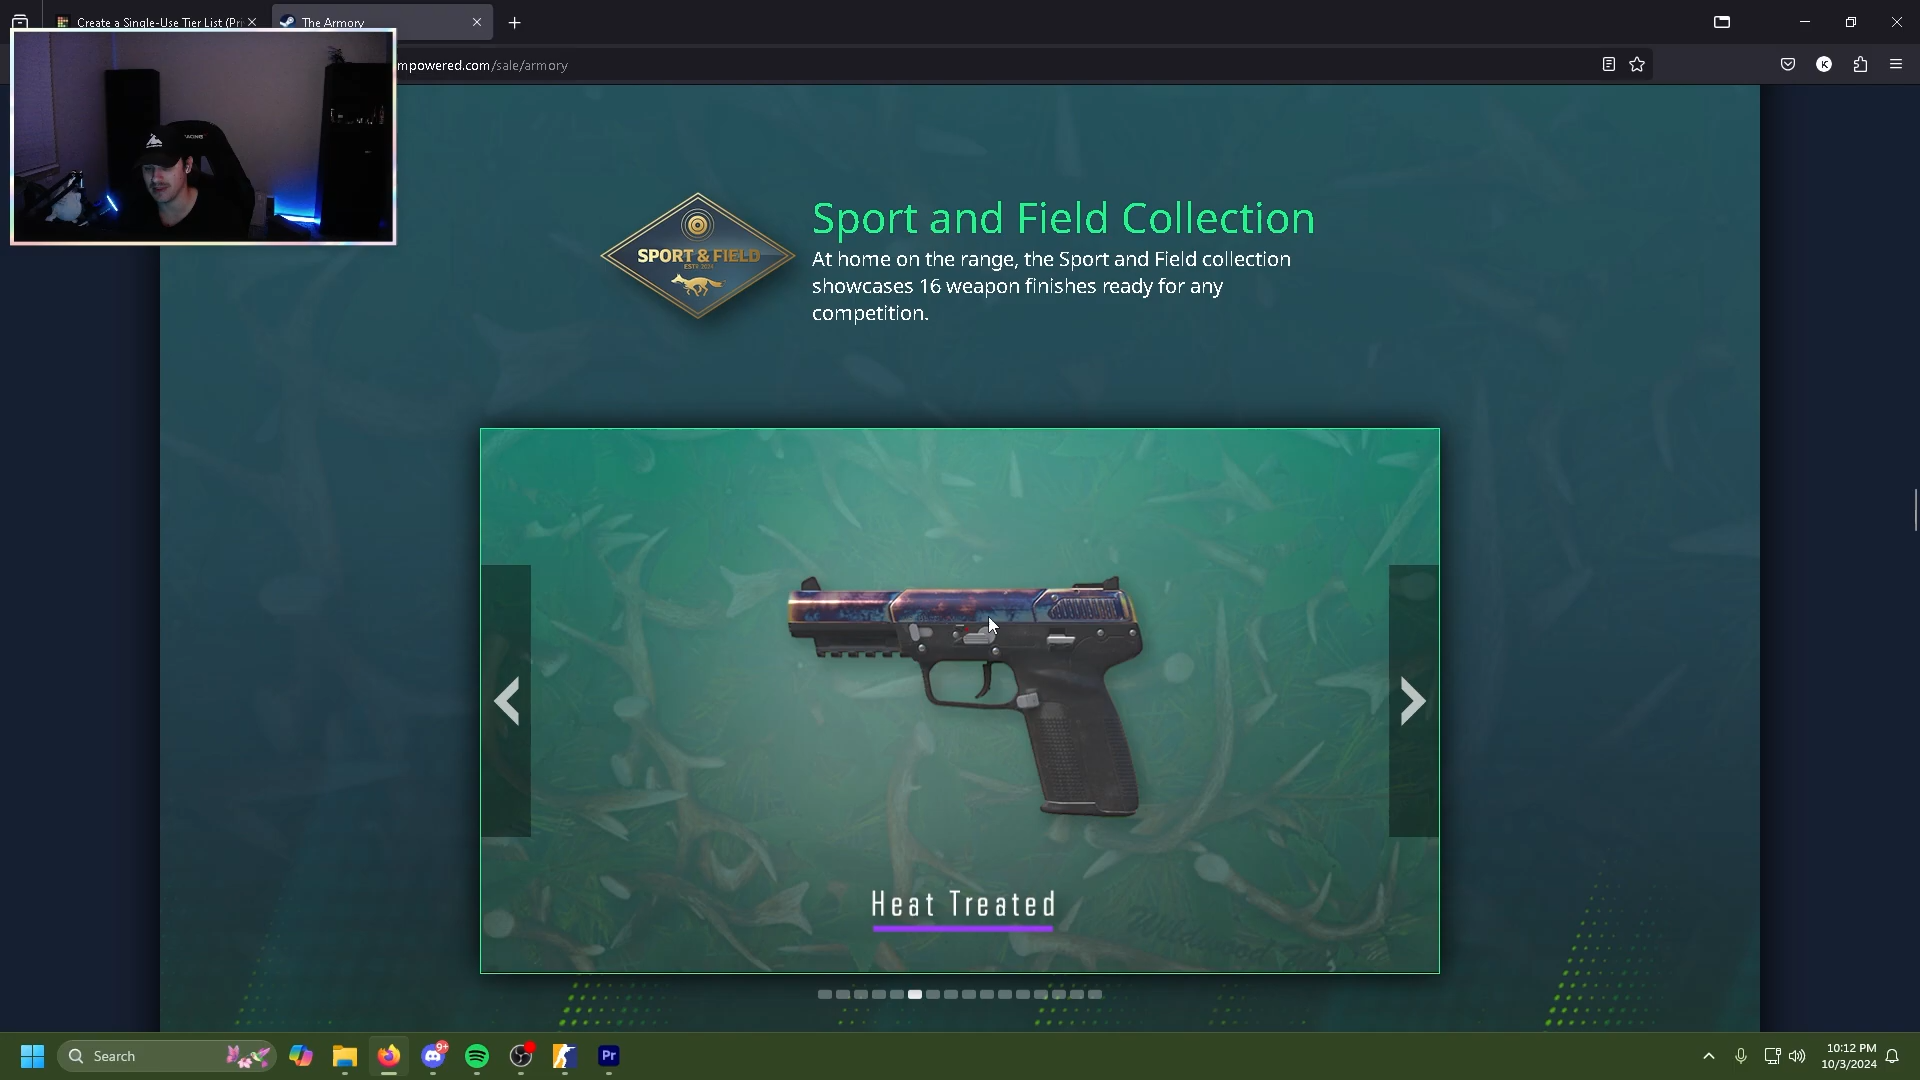 Create a Single-Use Tier List (Pri
The Armory
mpowered.com/sale/armory
K
SPORT & FIELD
Sport and Field Collection
At home on the range, the Sport and Field collection
showcases 16 weapon finishes ready for any
competition.
Heat Treated
Search
9+
Pr
10:12 PM
10/3/2024